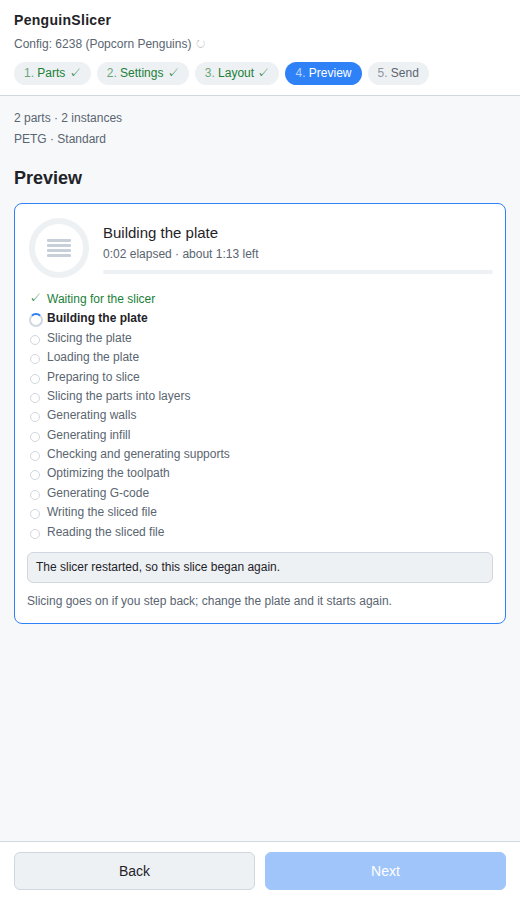 PenguinSlicer
Config: 6238 (Popcorn Penguins)
1. Parts ✓ 2. Settings ✓ 3. Layout ✓ 4. Preview 5. Send
2 parts · 2 instances
PETG · Standard
Preview
Building the plate
0:02 elapsed · about 1:13 left
✓ Waiting for the slicer
Building the plate
Slicing the plate
Loading the plate
Preparing to slice
Slicing the parts into layers
Generating walls
Generating infill
Checking and generating supports
Optimizing the toolpath
Generating G-code
Writing the sliced file
Reading the sliced file
The slicer restarted, so this slice began again.
Slicing goes on if you step back; change the plate and it starts again.
Back Next